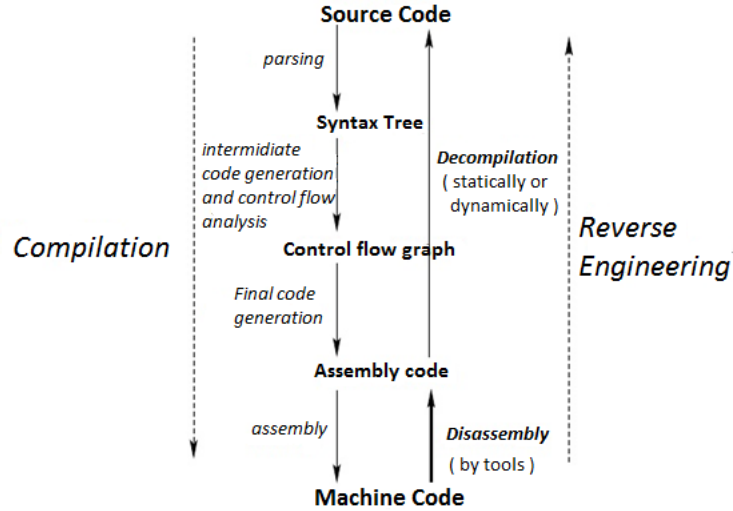 Source Code
parsing
Syntax Tree
intermidiate
code generation
and control flow
analysis
Decompilation
( statically or
dynamically )
Compilation
Reverse
Engineering
Control flow graph
Final code
generation
Assembly code
assembly
Disassembly
( by tools )
Machine Code